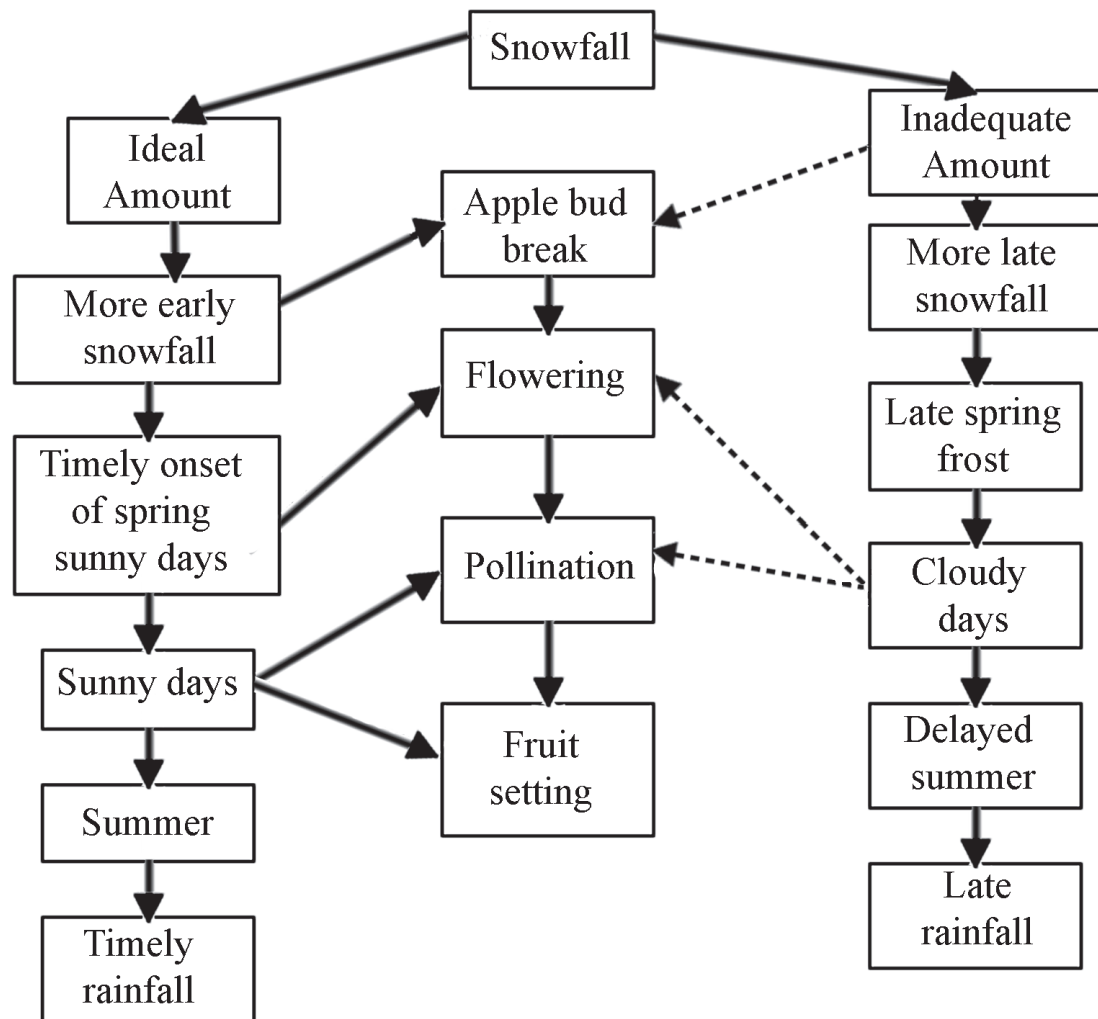 Snowfall
Ideal
Amount
More early
snowfall
Timely onset
of spring
sunny days
Sunny days
Summer
Timely
rainfall
Apple bud
break
Flowering
Pollination
Fruit
setting
Inadequate
Amount
More late
snowfall
Late spring
frost
Cloudy
days
Delayed
summer
Late
rainfall